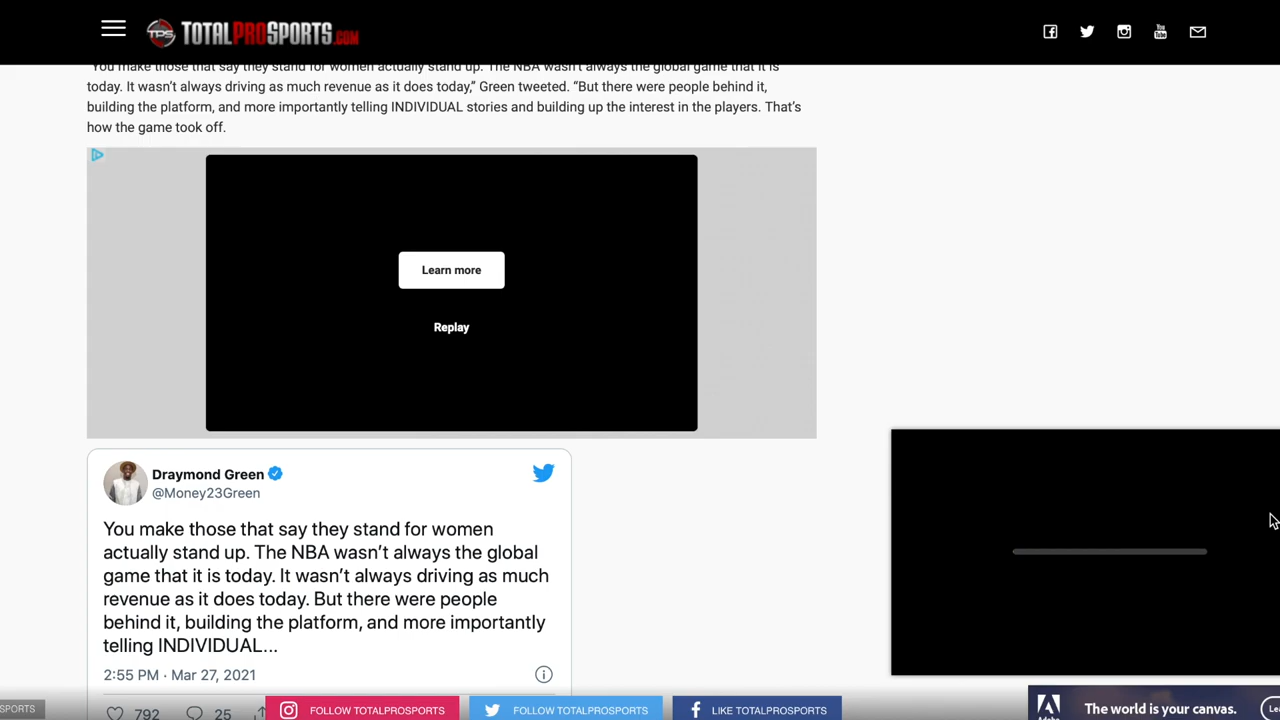 TPS TOTALPROSPORTS.COM
"You make those that say they stand for women actually stand up. The NBA wasn't always the global game that it is
today. It wasn't always driving as much revenue as it does today," Green tweeted. "But there were people behind it,
building the platform, and more importantly telling INDIVIDUAL stories and building up the interest in the players. That's
how the game took off.
Learn more
Replay
Draymond Green
@Money23Green
You make those that say they stand for women
actually stand up. The NBA wasn't always the global
game that it is today. It wasn't always driving as much
revenue as it does today. But there were people
behind it, building the platform, and more importantly
telling INDIVIDUAL...
2:55 PM · Mar 27, 2021
792 25
SPORTS
FOLLOW TOTALPROSPORTS
FOLLOW TOTALPROSPORTS
LIKE TOTALPROSPORTS
Adobe
The world is your canvas.